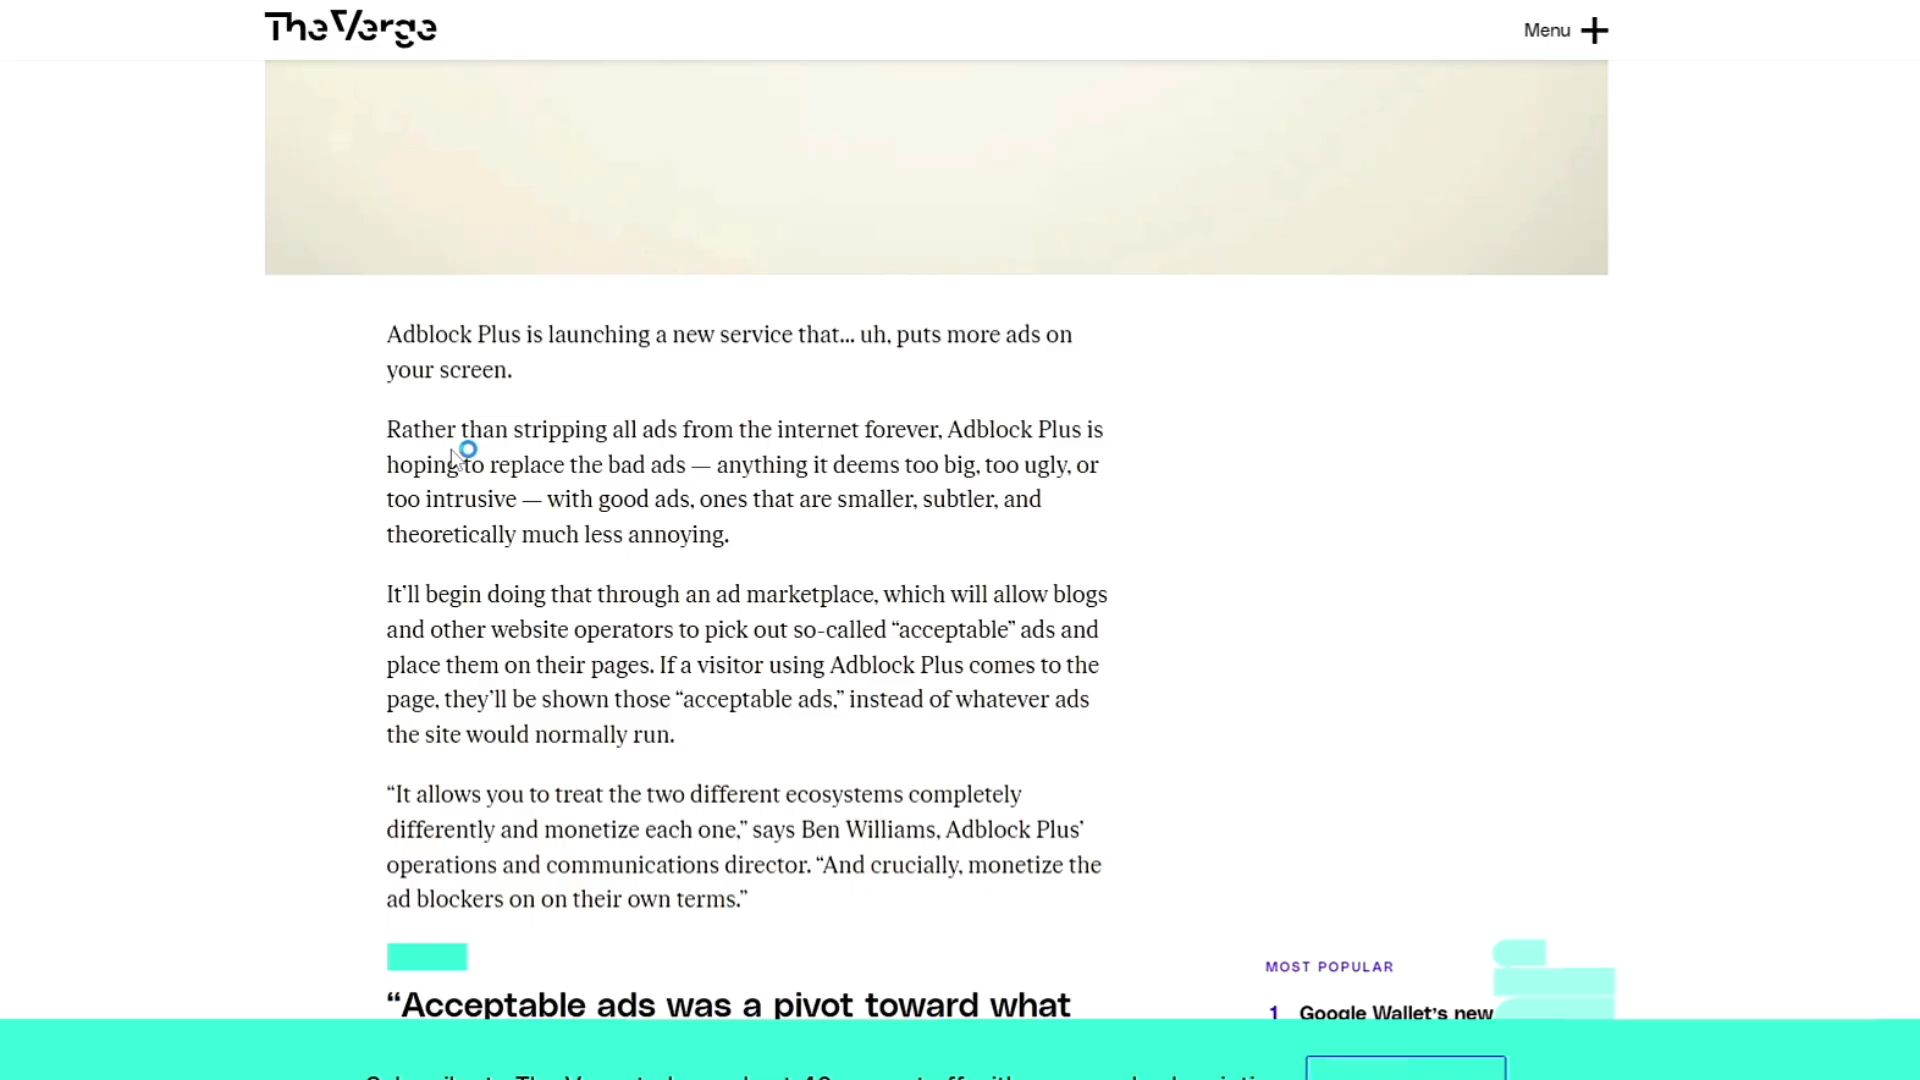 The Verge
Menu
Adblock Plus is launching a new service that... uh, puts more ads on
your screen.
Rather than stripping all ads from the internet forever, Adblock Plus is
hoping to replace the bad ads — anything it deems too big, too ugly, or
too intrusive — with good ads, ones that are smaller, subtler, and
theoretically much less annoying.
It’ll begin doing that through an ad marketplace, which will allow blogs
and other website operators to pick out so-called “acceptable” ads and
place them on their pages. If a visitor using Adblock Plus comes to the
page, they’ll be shown those “acceptable ads,” instead of whatever ads
the site would normally run.
“It allows you to treat the two different ecosystems completely
differently and monetize each one,” says Ben Williams, Adblock Plus’
operations and communications director. “And crucially, monetize the
ad blockers on on their own terms.”
“Acceptable ads was a pivot toward what
MOST POPULAR
1 Google Wallet’s new